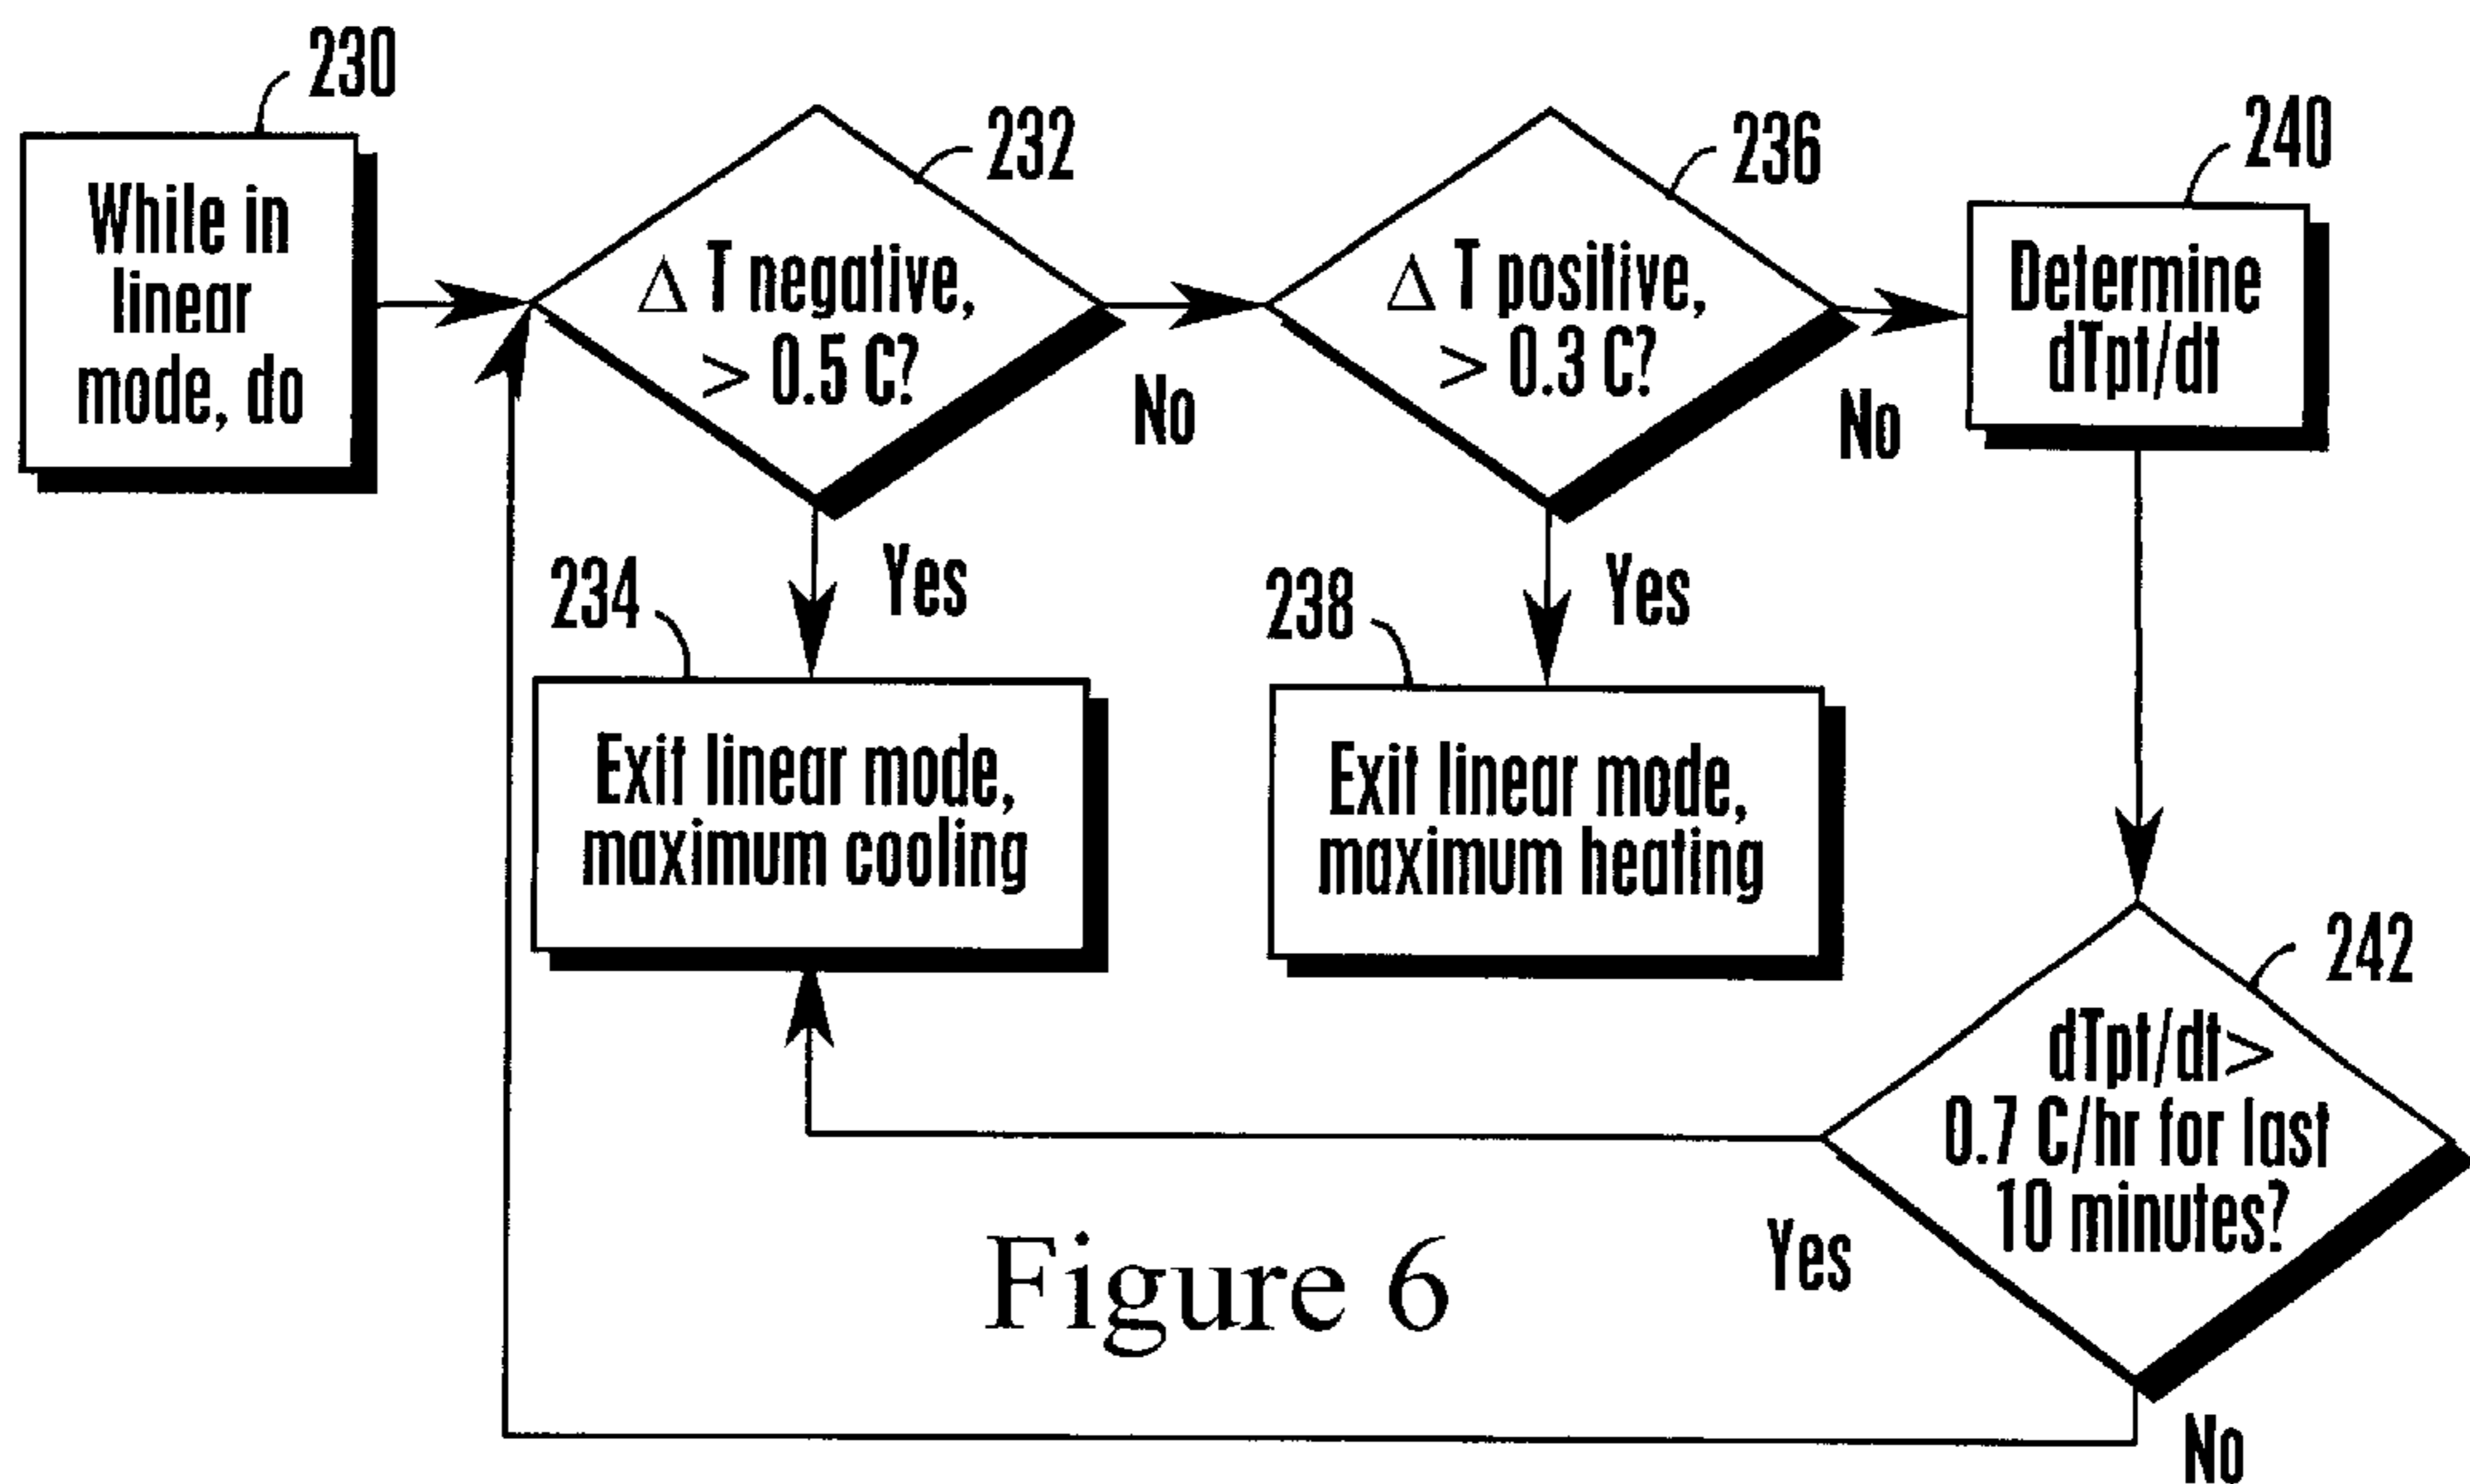 230
While in
linear
mode, do
232
Δ T negative,
> 0.5 C?
No
Yes
236
Δ T positive,
> 0.3 C?
No
Yes
240
Determine
dTpt/dt
234
Exit linear mode,
maximum cooling
238
Exit linear mode,
maximum heating
242
dTpt/dt>
0.7 C/hr for last
10 minutes?
Yes
No
Figure 6